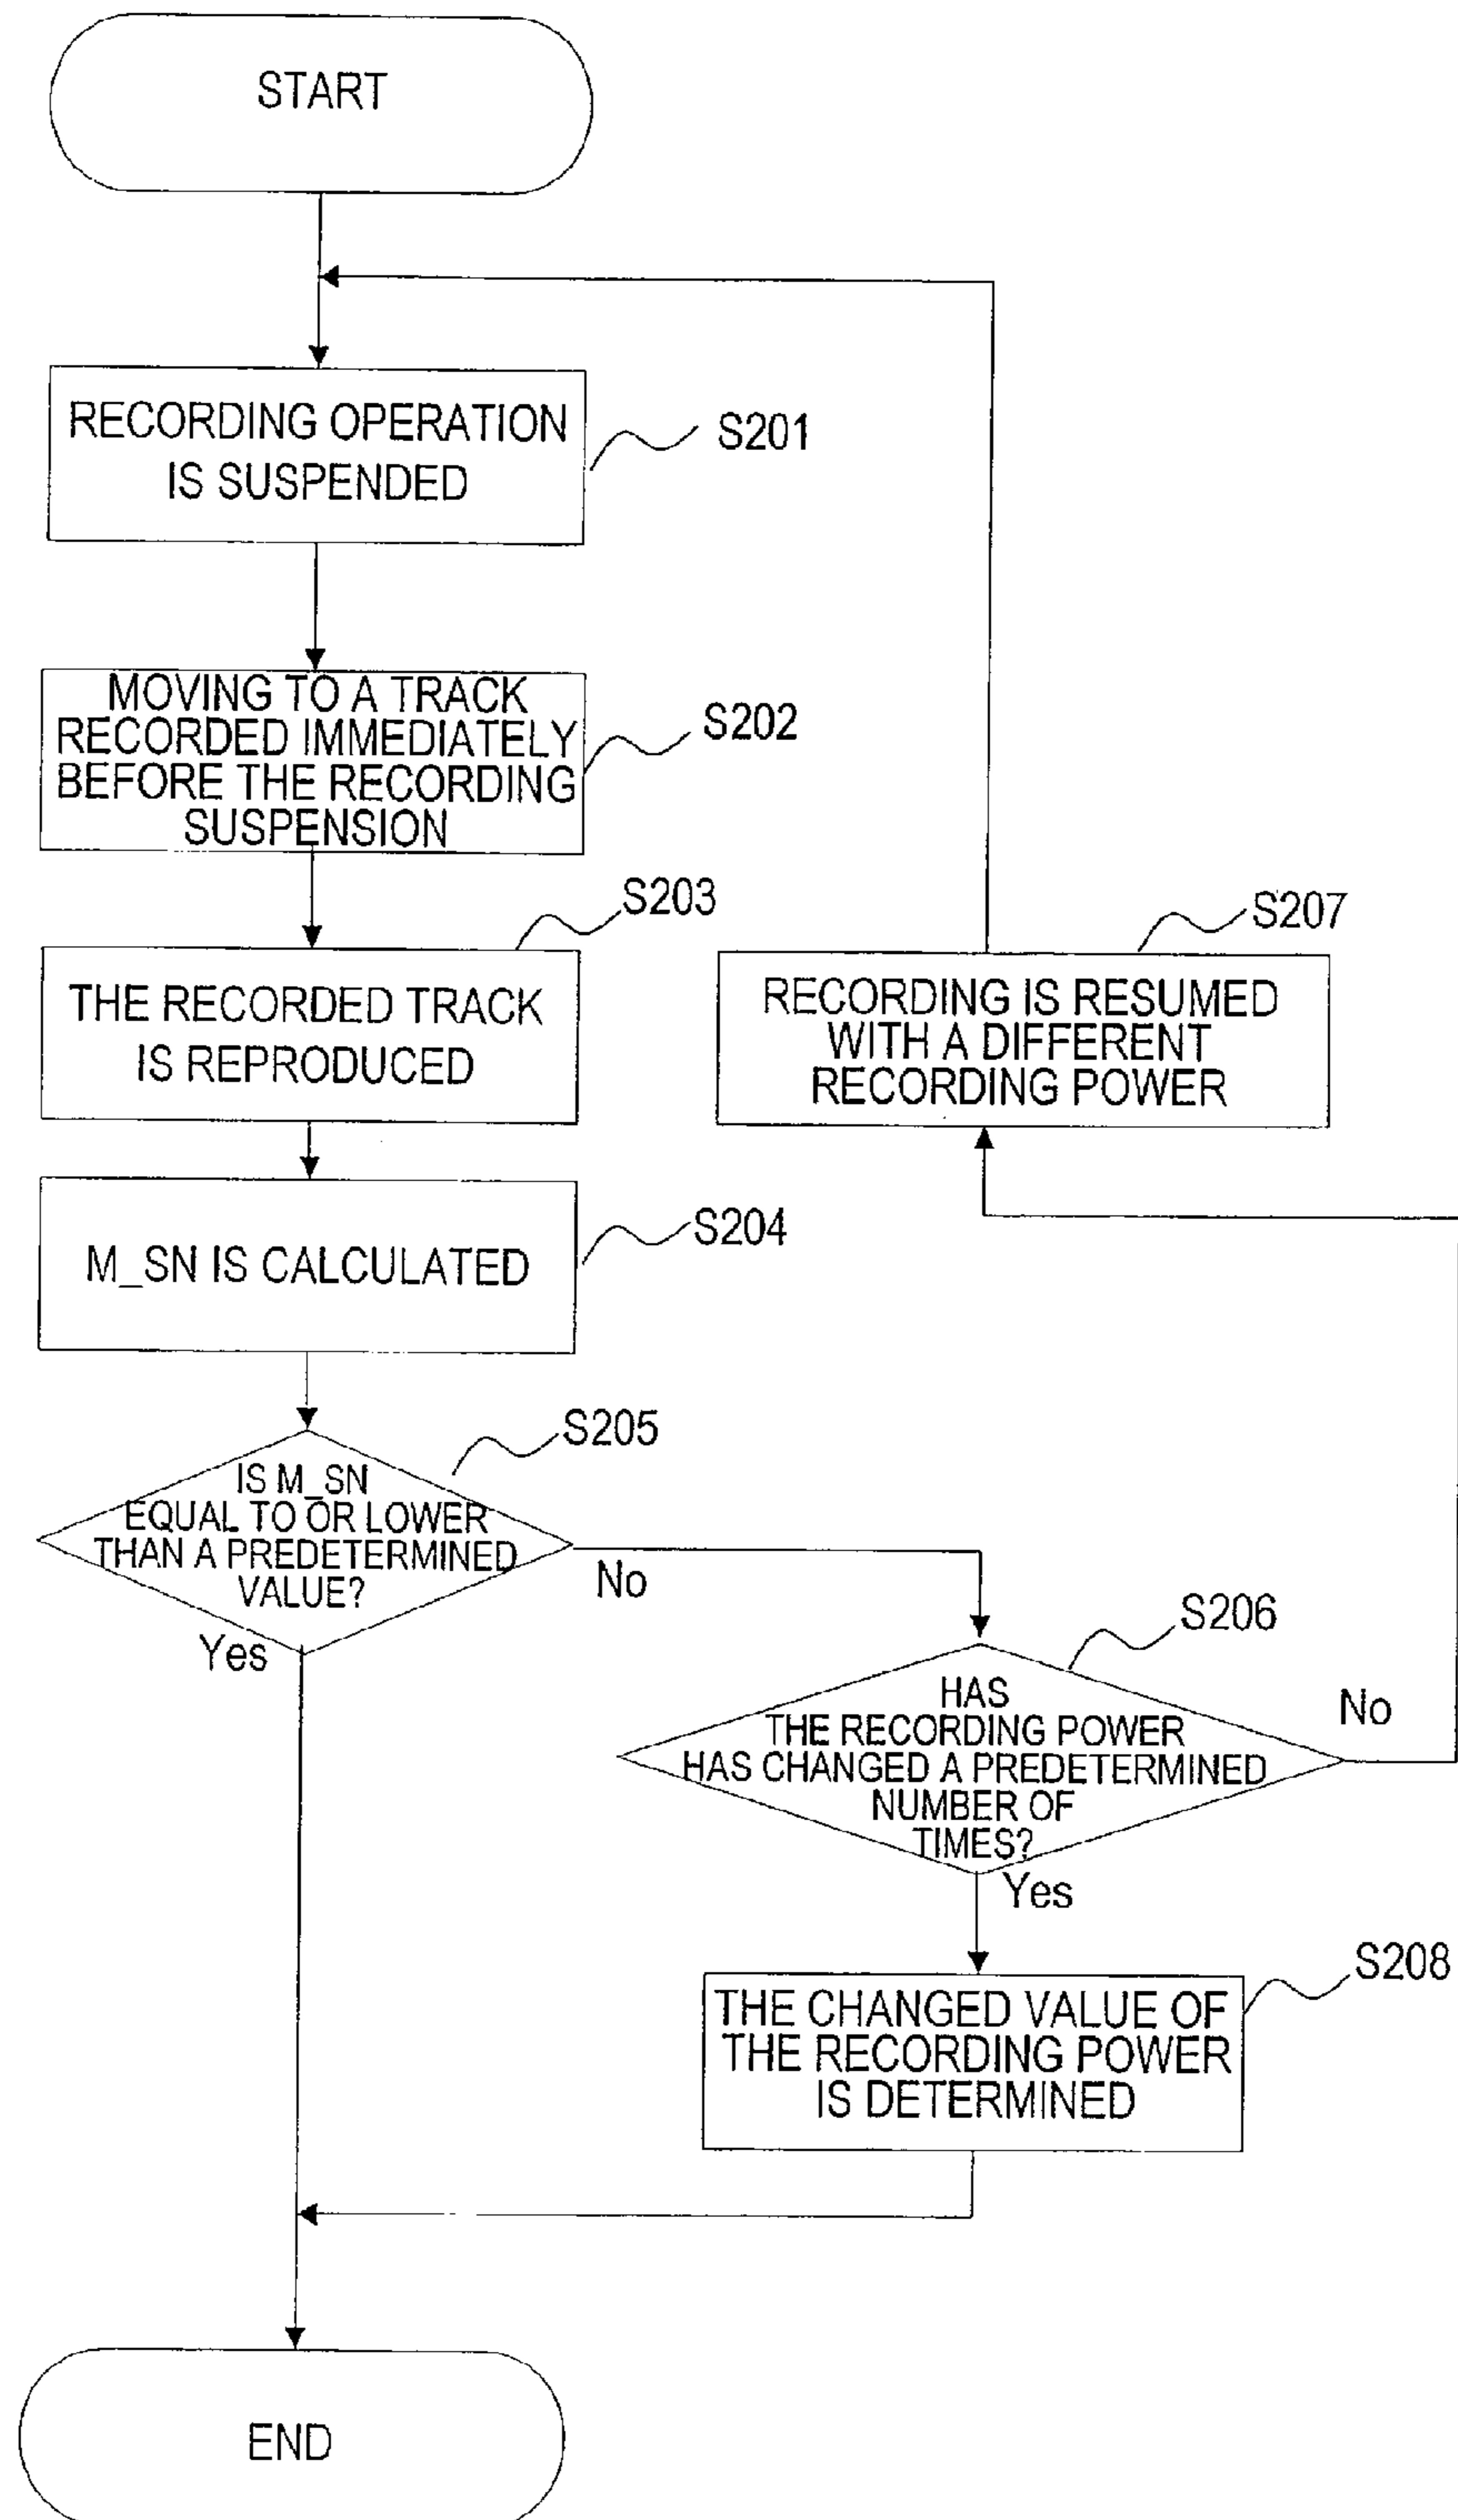 START
RECORDING OPERATION
IS SUSPENDED
S201
MOVING TO A TRACK
RECORDED IMMEDIATELY
BEFORE THE RECORDING
SUSPENSION
S202
THE RECORDED TRACK
IS REPRODUCED
S203
RECORDING IS RESUMED
WITH A DIFFERENT
RECORDING POWER
S207
M_SN IS CALCULATED
S204
IS M_SN
EQUAL TO OR LOWER
THAN A PREDETERMINED
VALUE?
S205
No
Yes
HAS
THE RECORDING POWER
HAS CHANGED A PREDETERMINED
NUMBER OF
TIMES?
S206
No
Yes
THE CHANGED VALUE OF
THE RECORDING POWER
IS DETERMINED
S208
END